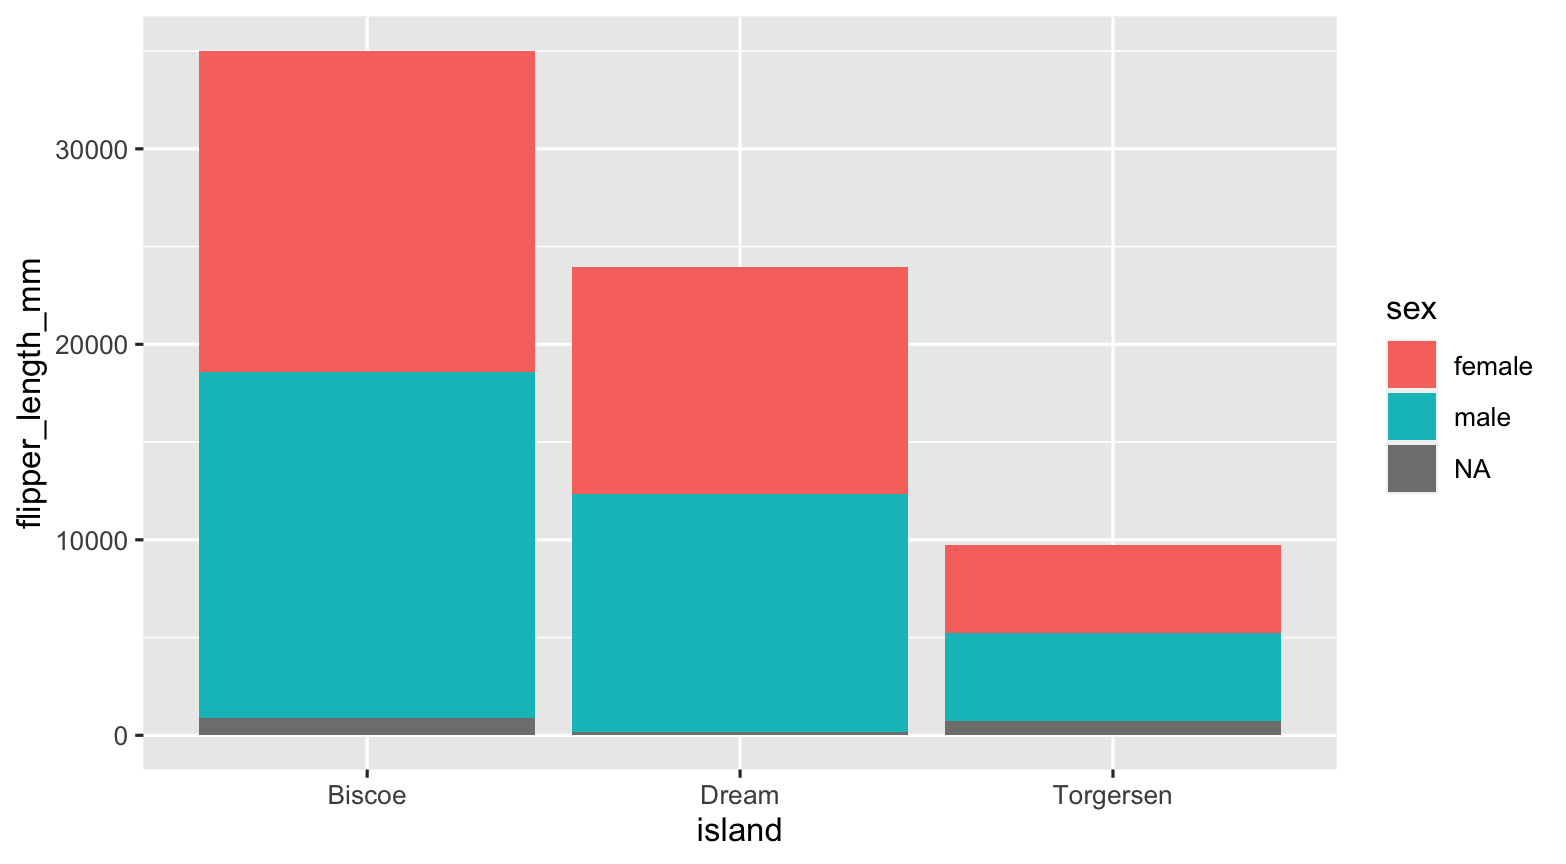 flipper_length_mm
30000
20000
10000
0
Biscoe
Dream
Torgersen
island
sex
female
male
NA